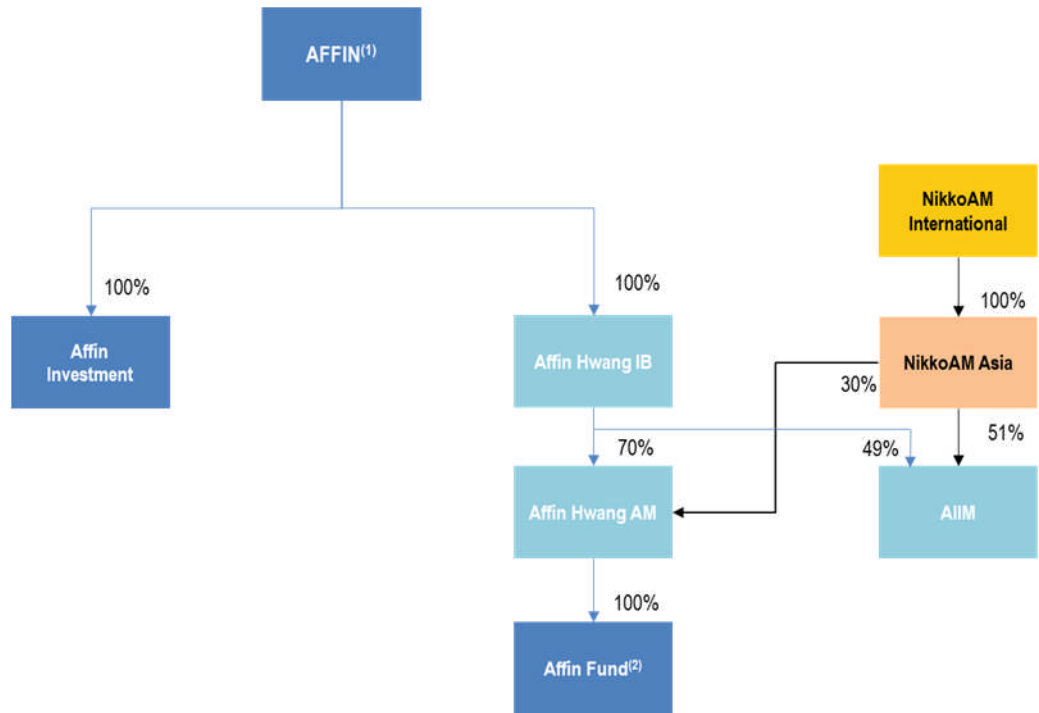 AFFIN(1)
NikkoAM
International
100%
100%
100%
Affin
Investment
Affin Hwang IB
NikkoAM Asia
30%
70%
49%
51%
Affin Hwang AM
AIIM
100%
Affin Fund(2)